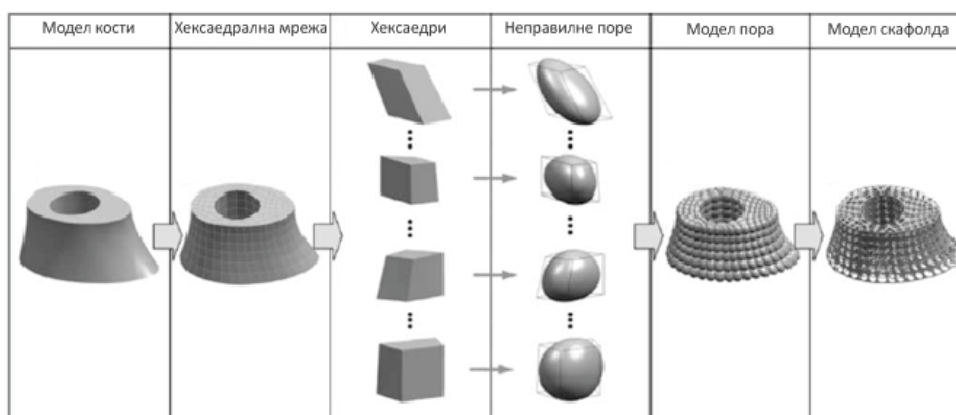 Модел кости
Хексаедрална мрежа
Хексаедри
Неправилне поре
Модел пора
Модел скафолда